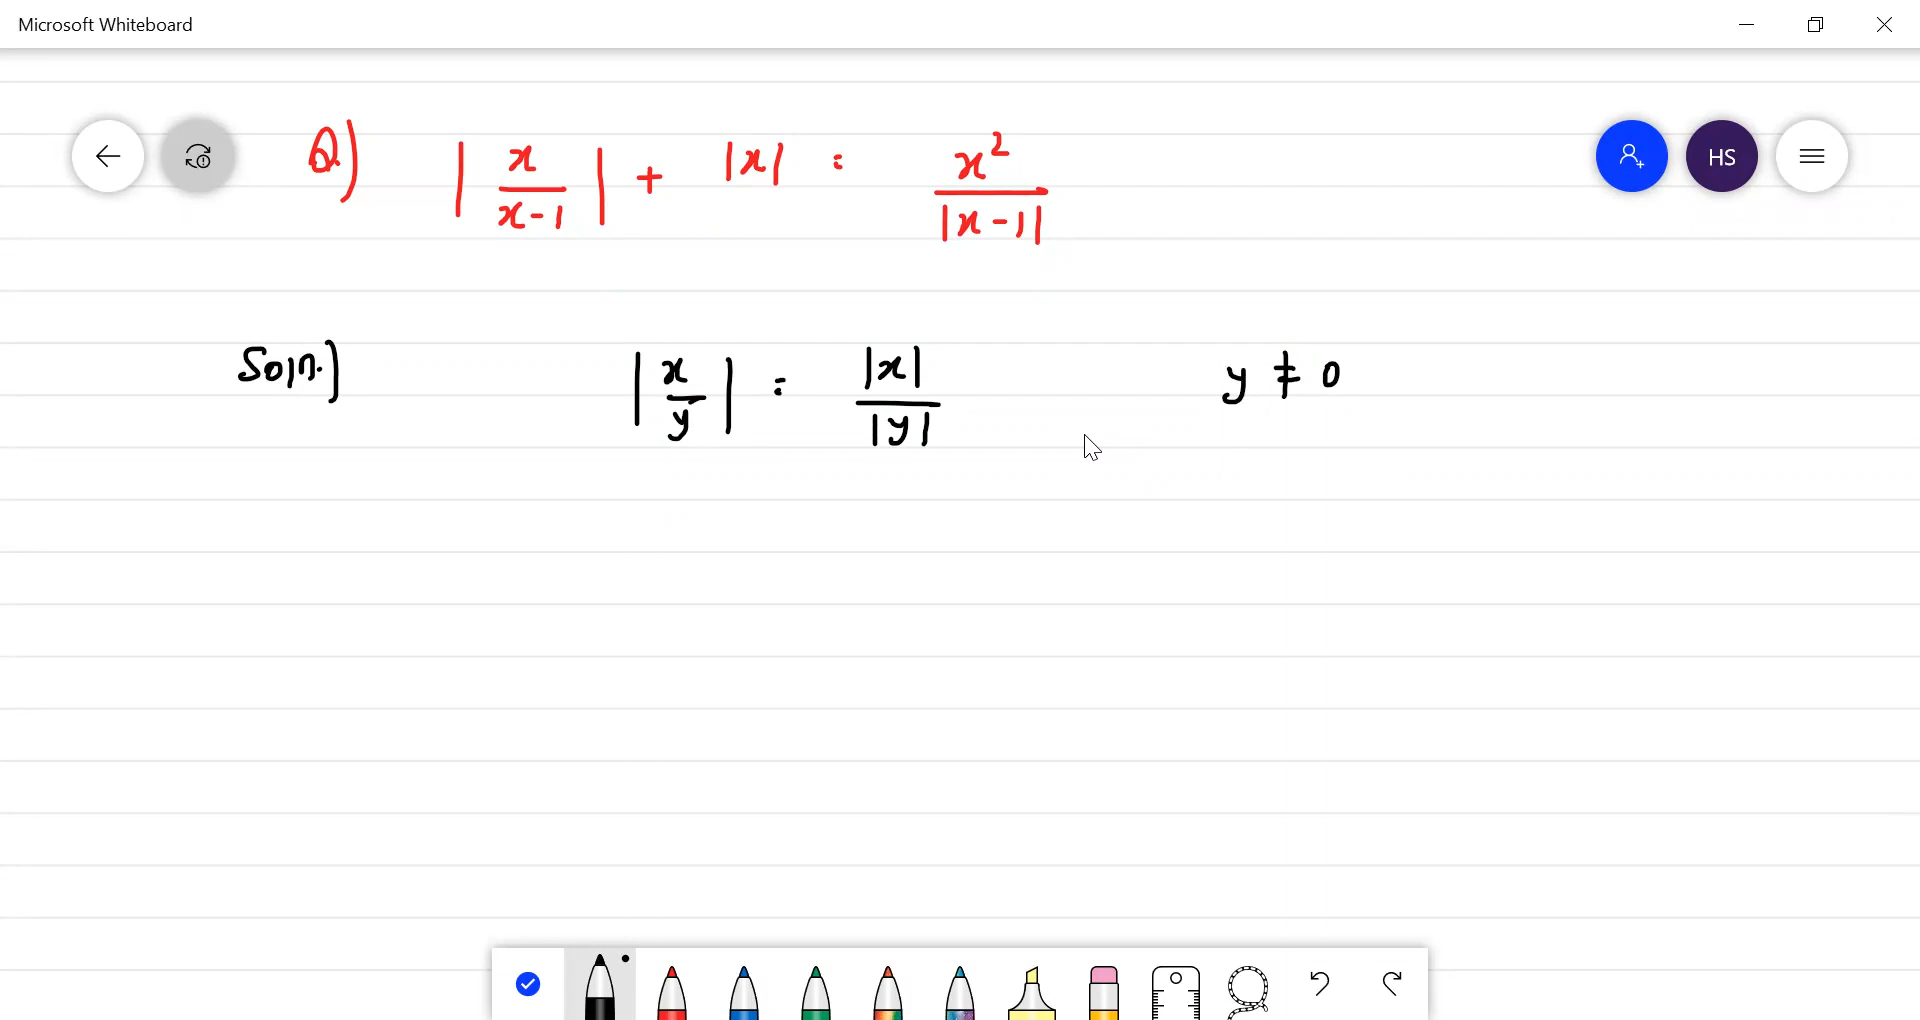 Microsoft Whiteboard
Q) | x/(x-1) | + |x| = x²/|x-1|
HS
Soln.) | x/y | = |x|/|y| y ≠ 0